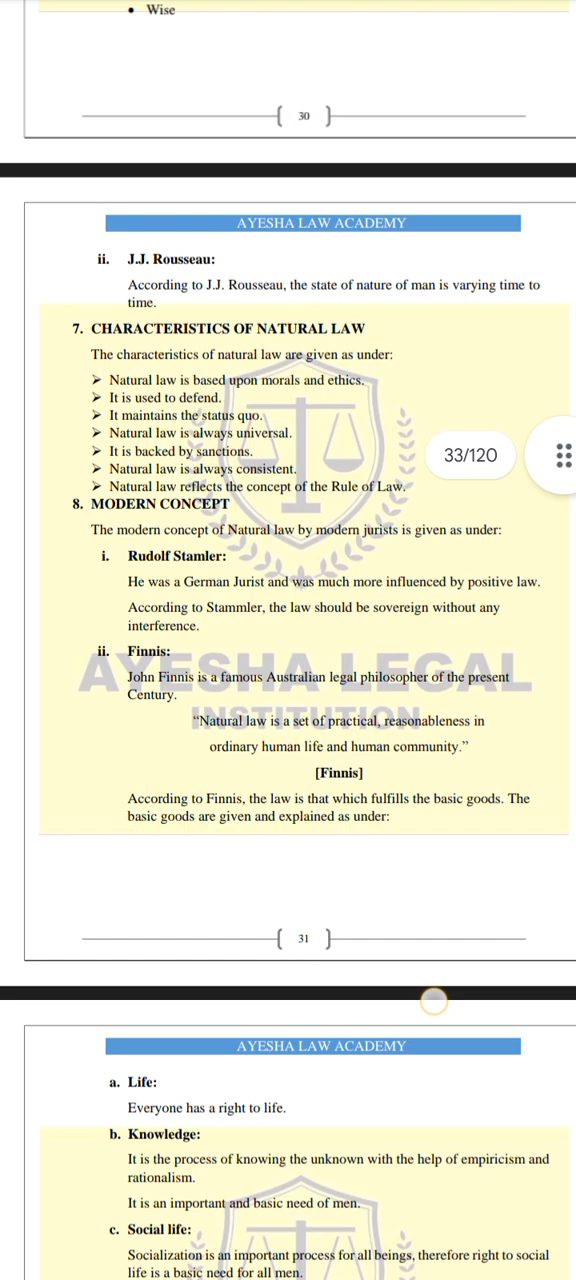 • Wise
30
AYESHA LAW ACADEMY
ii. J.J. Rousseau:
According to J.J. Rousseau, the state of nature of man is varying time to
time.
7. CHARACTERISTICS OF NATURAL LAW
The characteristics of natural law are given as under:
➤ Natural law is based upon morals and ethics.
➤ It is used to defend.
➤ It maintains the status quo.
➤ Natural law is always universal.
➤ It is backed by sanctions.
➤ Natural law is always consistent.
➤ Natural law reflects the concept of the Rule of Law.
33/120
8. MODERN CONCEPT
The modern concept of Natural law by modern jurists is given as under:
i. Rudolf Stamler:
He was a German Jurist and was much more influenced by positive law.
According to Stammler, the law should be sovereign without any
interference.
ii. Finnis:
John Finnis is a famous Australian legal philosopher of the present
Century.
AYESHA LEGAL
INSTITUTION
“Natural law is a set of practical, reasonableness in
ordinary human life and human community.”
[Finnis]
According to Finnis, the law is that which fulfills the basic goods. The
basic goods are given and explained as under:
31
AYESHA LAW ACADEMY
a. Life:
Everyone has a right to life.
b. Knowledge:
It is the process of knowing the unknown with the help of empiricism and
rationalism.
It is an important and basic need of men.
c. Social life:
Socialization is an important process for all beings, therefore right to social
life is a basic need for all men.